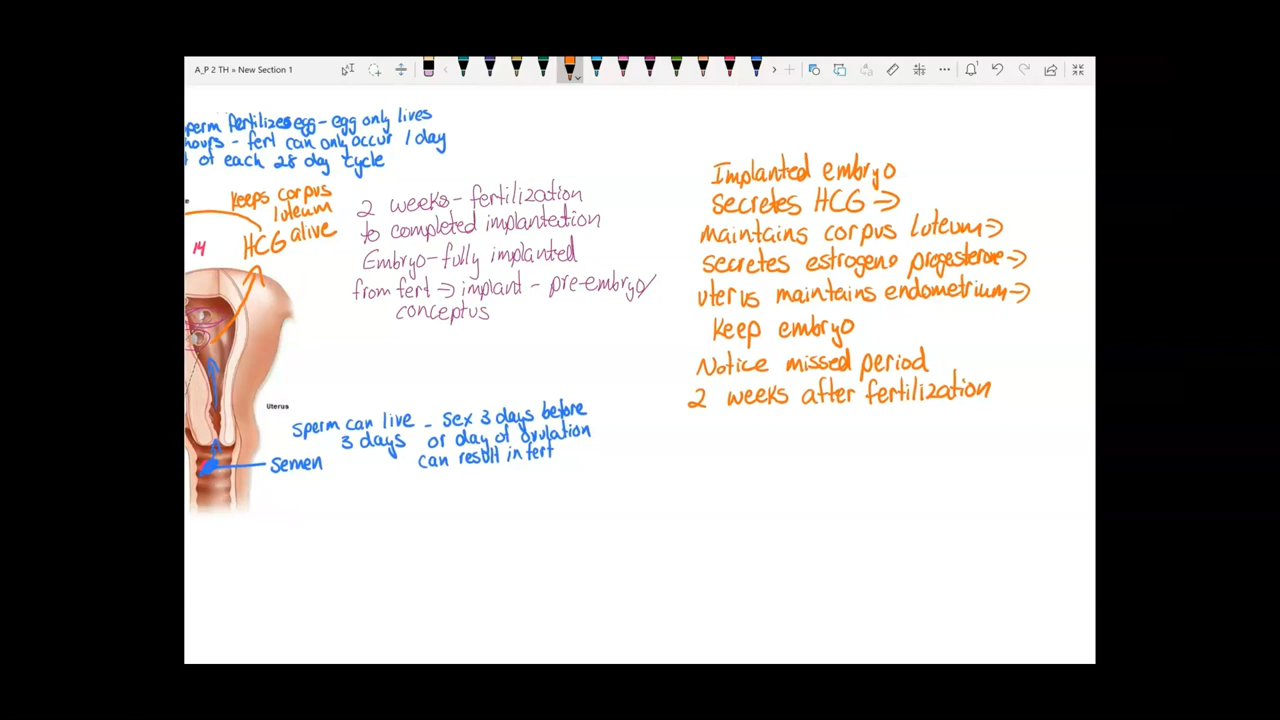 A_P 2 TH » New Section 1
sperm fertilizes egg - egg only lives
hours - fert can only occur 1 day
of each 28 day cycle
keeps corpus
luteum
HCG alive
14
2 weeks - fertilization
to completed implantation
Embryo - fully implanted
from fert → implant - pre-embryo/
conceptus
Uterus
sperm can live - sex 3 days before
3 days or day of ovulation
can result in fert
semen
Implanted embryo
secretes HCG →
maintains corpus luteum →
secretes estrogen progesterone →
uterus maintains endometrium →
keep embryo
Notice missed period
2 weeks after fertilization